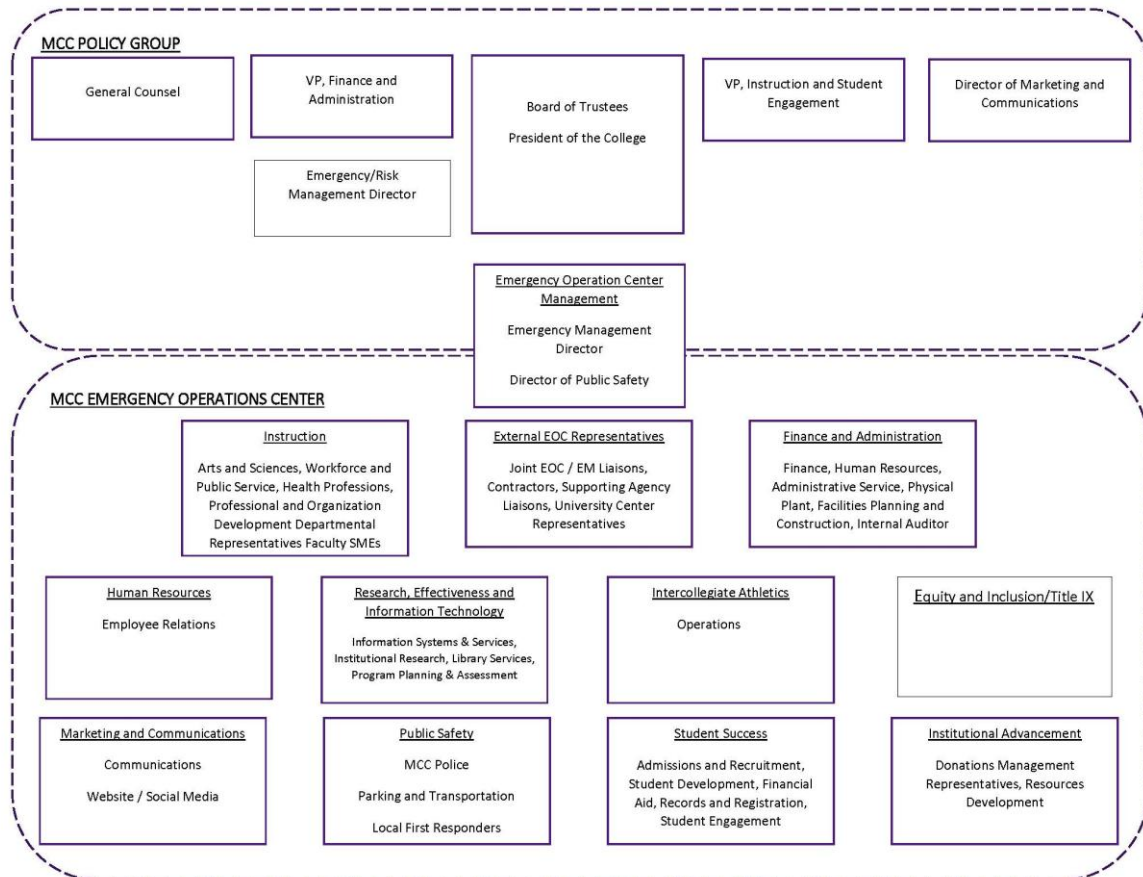 MCC POLICY GROUP
General Counsel
VP, Finance and
Administration
Board of Trustees
President of the College
VP, Instruction and Student
Engagement
Director of Marketing and
Communications
Emergency/Risk
Management Director
Emergency Operation Center
Management
Emergency Management
Director
Director of Public Safety
MCC EMERGENCY OPERATIONS CENTER
Instruction
Arts and Sciences, Workforce and
Public Service, Health Professions,
Professional and Organization
Development Departmental
Representatives Faculty SMEs
External EOC Representatives
Joint EOC / EM Liaisons,
Contractors, Supporting Agency
Liaisons, University Center
Representatives
Finance and Administration
Finance, Human Resources,
Administrative Service, Physical
Plant, Facilities Planning and
Construction, Internal Auditor
Human Resources
Employee Relations
Research, Effectiveness and
Information Technology
Information Systems & Services,
Institutional Research, Library Services,
Program Planning & Assessment
Intercollegiate Athletics
Operations
Equity and Inclusion/Title IX
Marketing and Communications
Communications
Website / Social Media
Public Safety
MCC Police
Parking and Transportation
Local First Responders
Student Success
Admissions and Recruitment,
Student Development, Financial
Aid, Records and Registration,
Student Engagement
Institutional Advancement
Donations Management
Representatives, Resources
Development